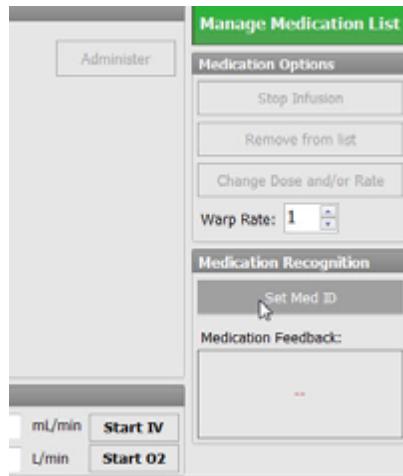 Manage Medication List
Administer
Medication Options
Stop Infusion
Remove from list
Change Dose and/or Rate
Warp Rate: 1
Medication Recognition
Set Med ID
Medication Feedback:
--
mL/min Start IV
L/min Start O2